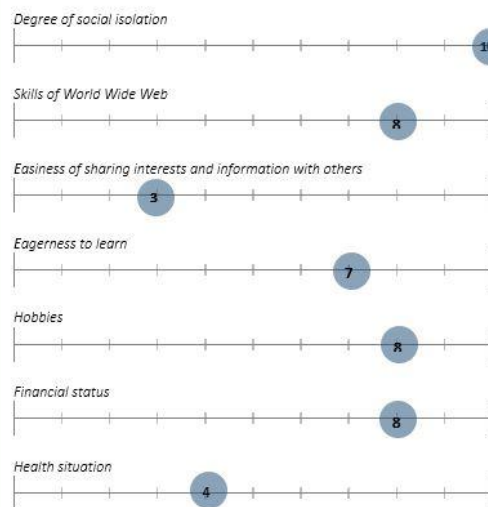 Degree of social isolation
Skills of World Wide Web
8
Easiness of sharing interests and information with others
3
Eagerness to learn
7
Hobbies
8
Financial status
8
Health situation
4